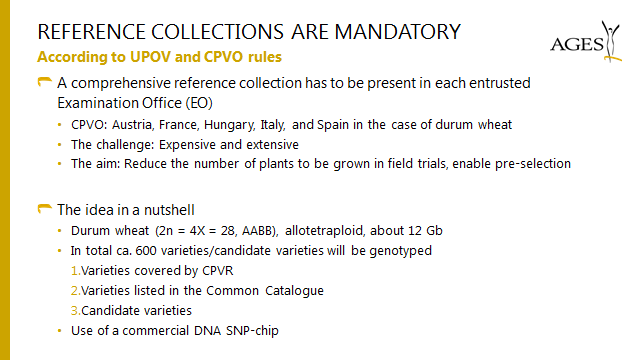 REFERENCE COLLECTIONS ARE MANDATORY
According to UPOV and CPVO rules
AGES
A comprehensive reference collection has to be present in each entrusted
Examination Office (EO)
• CPVO: Austria, France, Hungary, Italy, and Spain in the case of durum wheat
• The challenge: Expensive and extensive
• The aim: Reduce the number of plants to be grown in field trials, enable pre-selection
The idea in a nutshell
• Durum wheat (2n = 4X = 28, AABB), allotetraploid, about 12 Gb
• In total ca. 600 varieties/candidate varieties will be genotyped
1.Varieties covered by CPVR
2.Varieties listed in the Common Catalogue
3.Candidate varieties
• Use of a commercial DNA SNP-chip